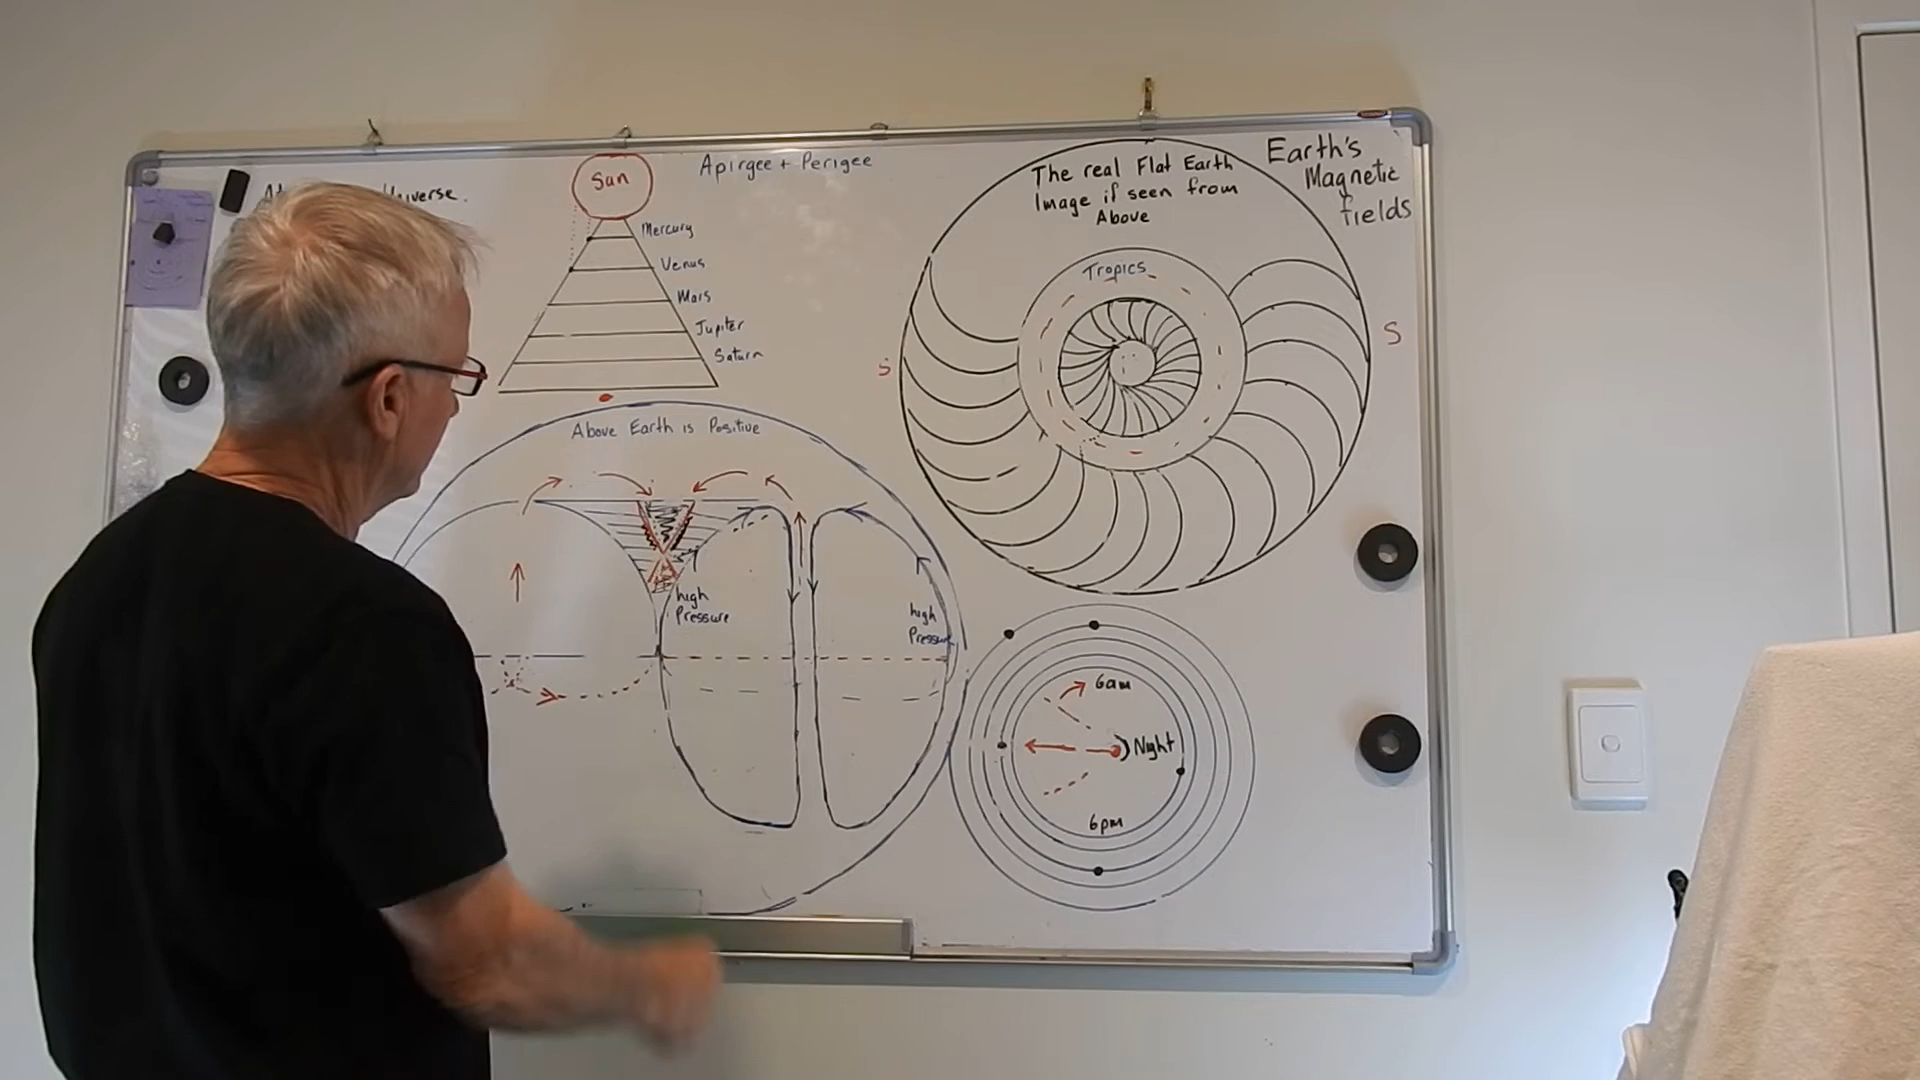 Sun
Apirgee + Perigee
Mercury
Venus
Mars
Jupiter
Saturn
Above Earth is Positive
high
Pressure
high
Pressure
The real Flat Earth
Image if seen from
Above
Tropics
Earth's
Magnetic
fields
S
S
6am
Night
6pm